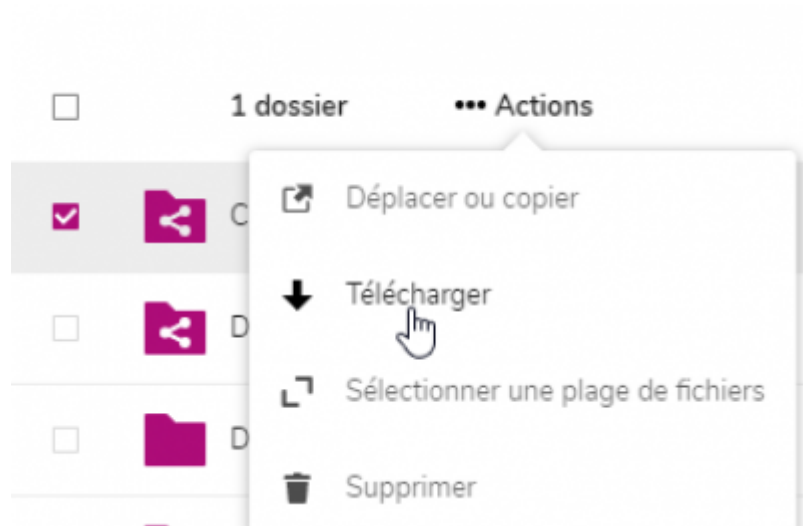 1 dossier ••• Actions
C
Déplacer ou copier
Télécharger
D
Sélectionner une plage de fichiers
D
Supprimer